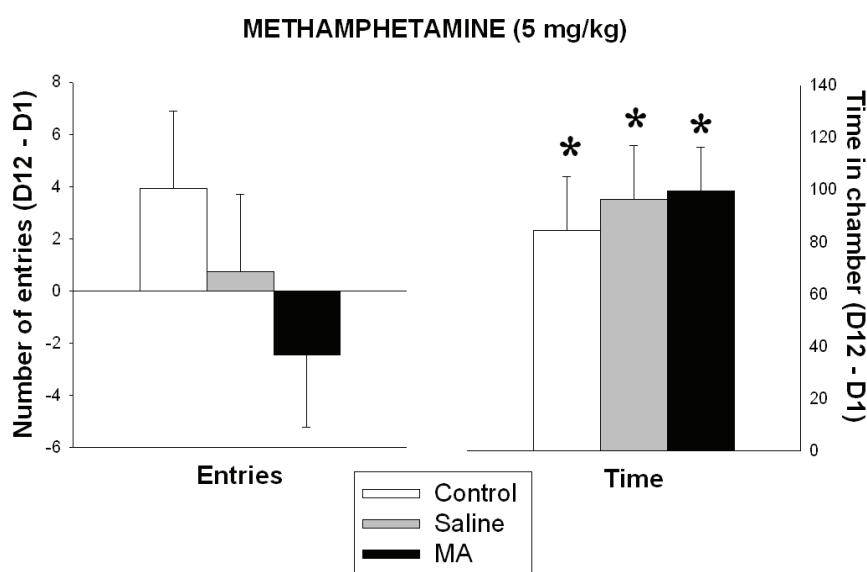 METHAMPHETAMINE (5 mg/kg)
Number of entries (D12 - D1)
8
6
4
2
0
-2
-4
-6
Entries
* * *
Time
140
120
100
80
60
40
20
0
Time in chamber (D12 - D1)
Control
Saline
MA